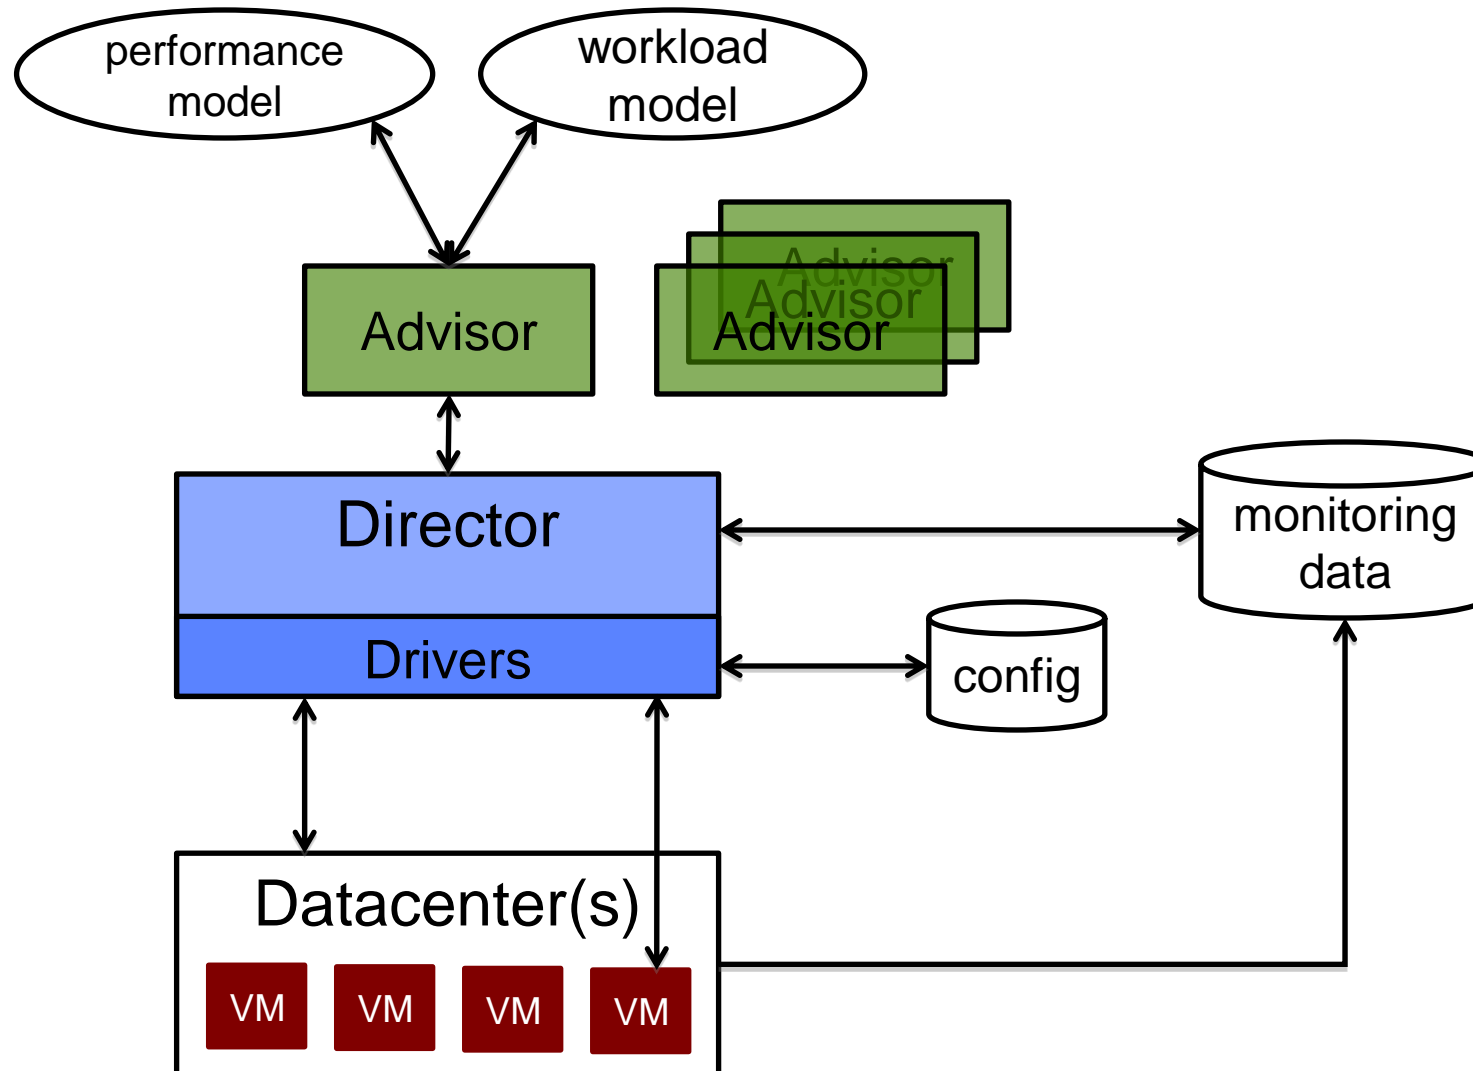 performance
model
workload
model
Advisor
Advisor
Advisor
Advisor
Director
monitoring
data
Drivers
config
Datacenter(s)
VM
VM
VM
VM